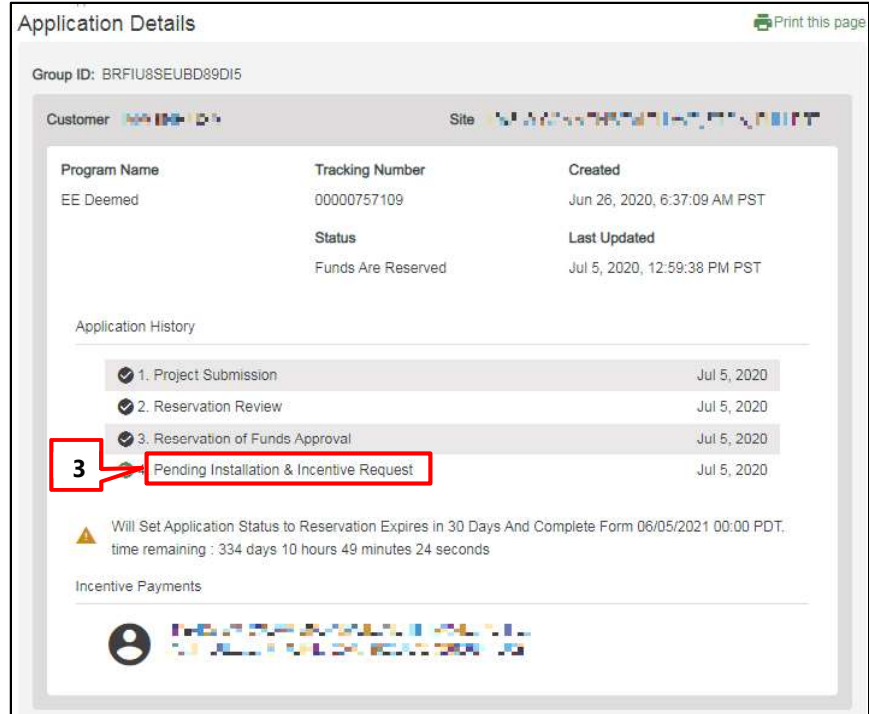 Application Details
Print this page
Group ID: BRFIU8SEUBD89DI5
Customer
Site
Program Name Tracking Number Created
EE Deemed 00000757109 Jun 26, 2020, 6:37:09 AM PST
Status Last Updated
Funds Are Reserved Jul 5, 2020, 12:59:38 PM PST
Application History
1. Project Submission Jul 5, 2020
2. Reservation Review Jul 5, 2020
3. Reservation of Funds Approval Jul 5, 2020
3
Pending Installation & Incentive Request Jul 5, 2020
Will Set Application Status to Reservation Expires in 30 Days And Complete Form 06/05/2021 00:00 PDT,
time remaining : 334 days 10 hours 49 minutes 24 seconds
Incentive Payments